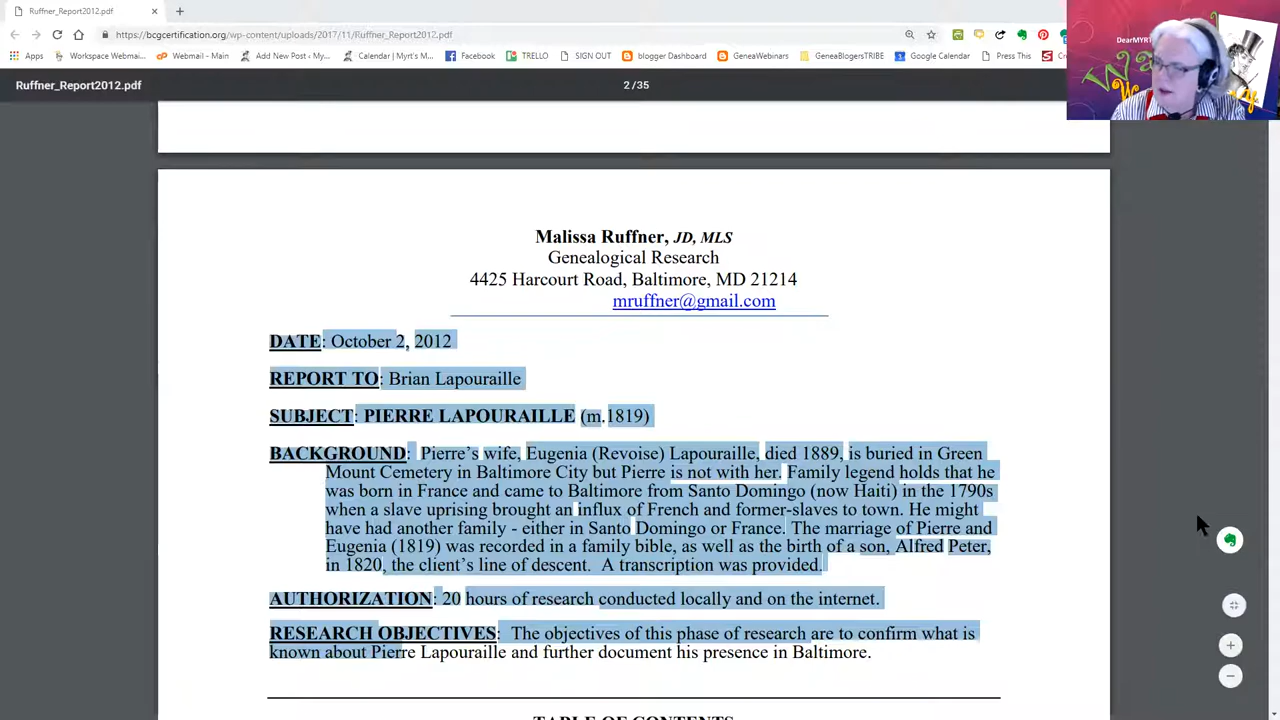 Ruffner_Report2012.pdf
https://bcgcertification.org/wp-content/uploads/2017/11/Ruffner_Report2012.pdf
Apps Workspace Webmai... Webmail - Main Add New Post ‹ My... Calendar | Myrt's M... Facebook TRELLO SIGN OUT blogger Dashboard GeneaWebinars GeneaBloggersTRIBE Google Calendar Press This
DearMYRT
Ruffner_Report2012.pdf 2 / 35
Malissa Ruffner, JD, MLS
Genealogical Research
4425 Harcourt Road, Baltimore, MD 21214
mruffner@gmail.com
DATE: October 2, 2012
REPORT TO: Brian Lapouraille
SUBJECT: PIERRE LAPOURAILLE (m.1819)
BACKGROUND: Pierre's wife, Eugenia (Revoise) Lapouraille, died 1889, is buried in Green
Mount Cemetery in Baltimore City but Pierre is not with her. Family legend holds that he
was born in France and came to Baltimore from Santo Domingo (now Haiti) in the 1790s
when a slave uprising brought an influx of French and former-slaves to town. He might
have had another family - either in Santo Domingo or France. The marriage of Pierre and
Eugenia (1819) was recorded in a family bible, as well as the birth of a son, Alfred Peter,
in 1820, the client's line of descent. A transcription was provided.
AUTHORIZATION: 20 hours of research conducted locally and on the internet.
RESEARCH OBJECTIVES: The objectives of this phase of research are to confirm what is
known about Pierre Lapouraille and further document his presence in Baltimore.
TABLE OF CONTENTS